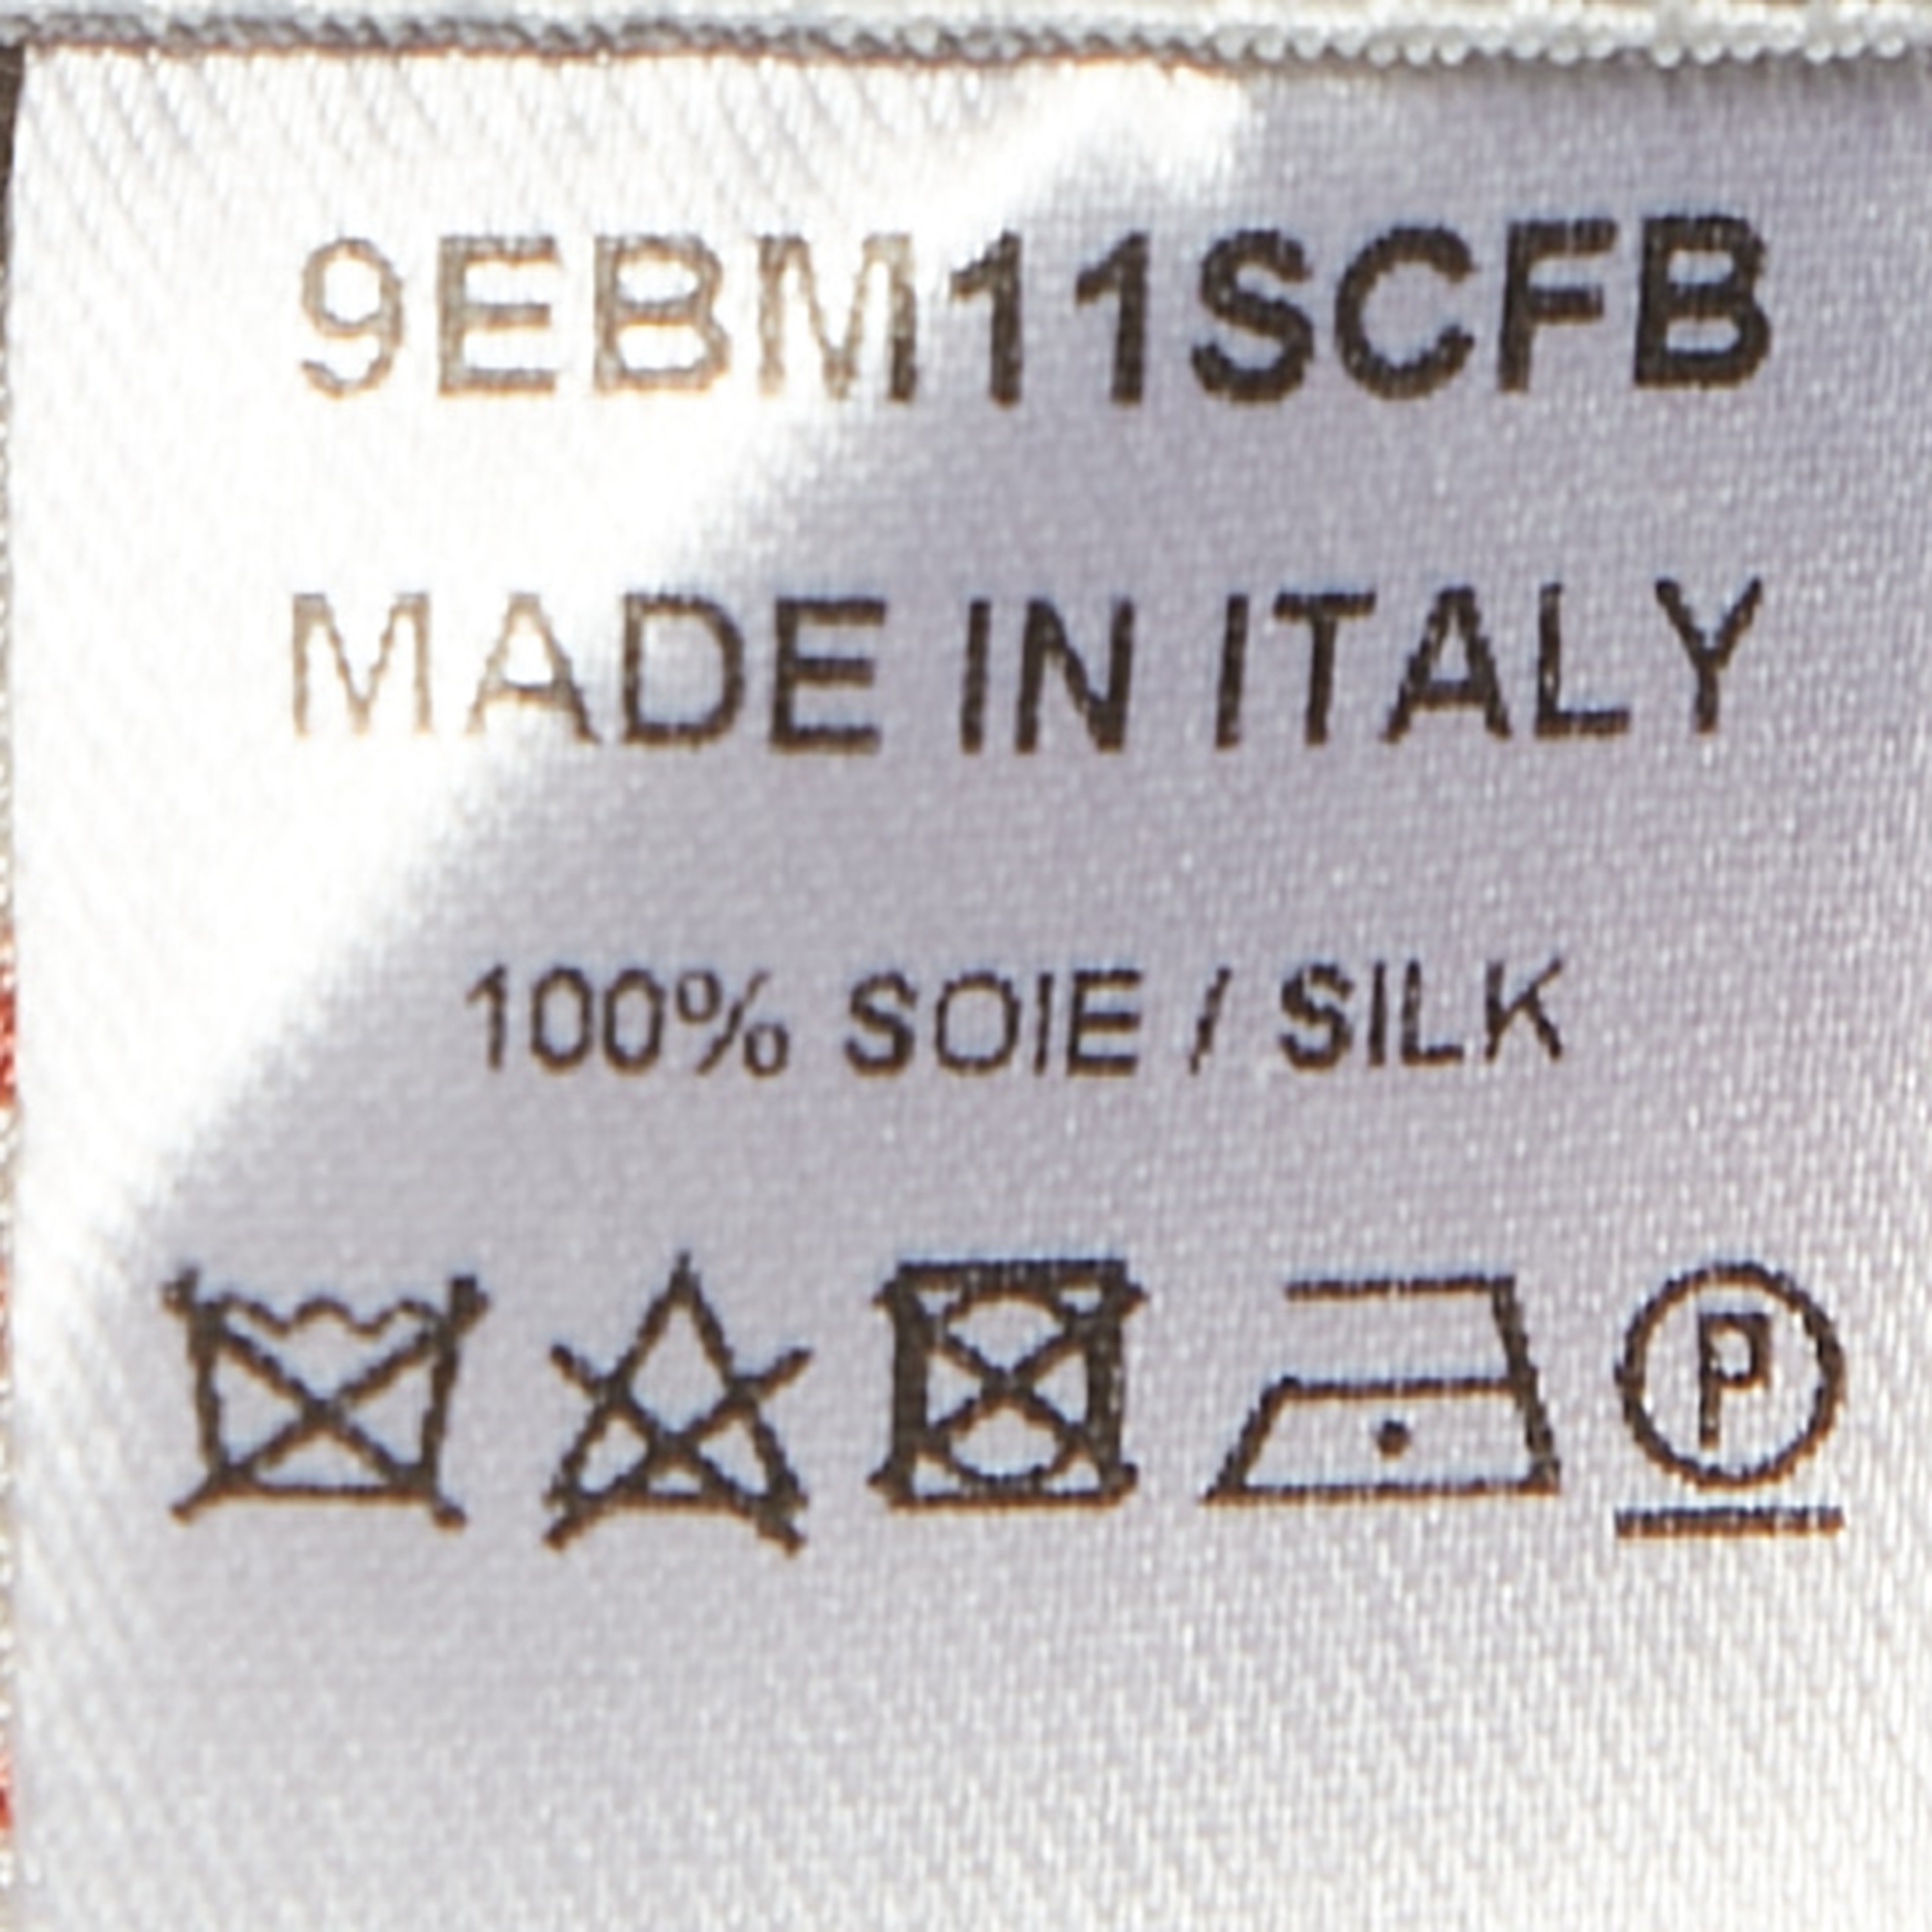 9EBM11SCFB
MADE IN ITALY
100% SOIE / SILK
P